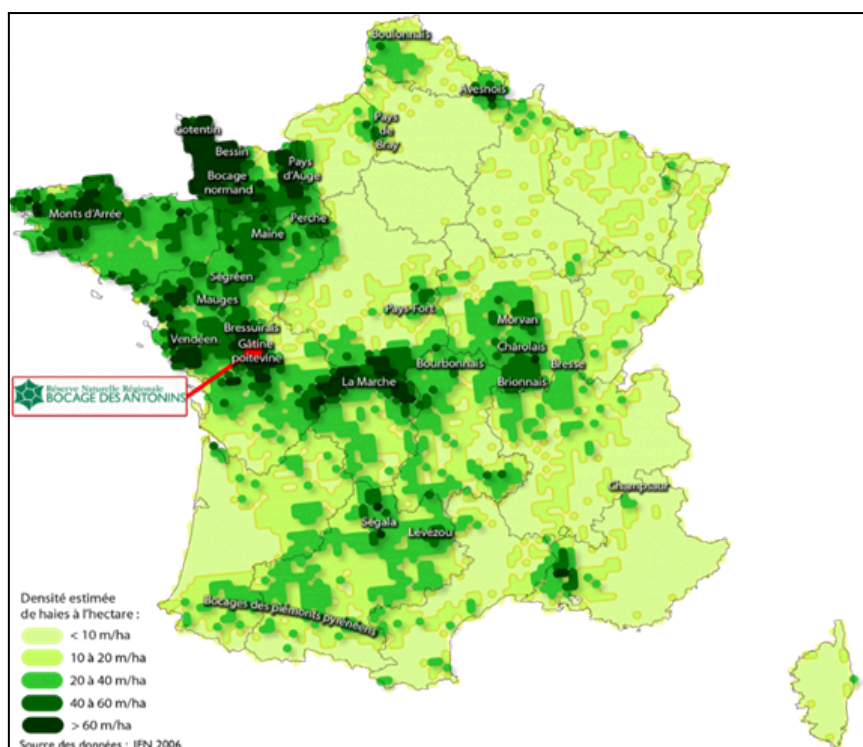 Boulonnais
Avesnois
Pays
de
Bray
Cotentin
Bessin
Bocage
normand
Pays
d'Auge
Monts d'Arrée
Perche
Maine
Ségréen
Mauges
Pays-Fort
Morvan
Bressuirais
Vendéen
Gâtine
poitevine
Charolais
Bourbonnais
Bresse
La Marche
Brionnais
Réserve Naturelle Régionale
BOCAGE DES ANTONINS
Champsaur
Ségala
Lévézou
Bocages des piémonts pyrénéens
Densité estimée
de haies à l'hectare :
< 10 m/ha
10 à 20 m/ha
20 à 40 m/ha
40 à 60 m/ha
> 60 m/ha
Source des données : IFN 2006